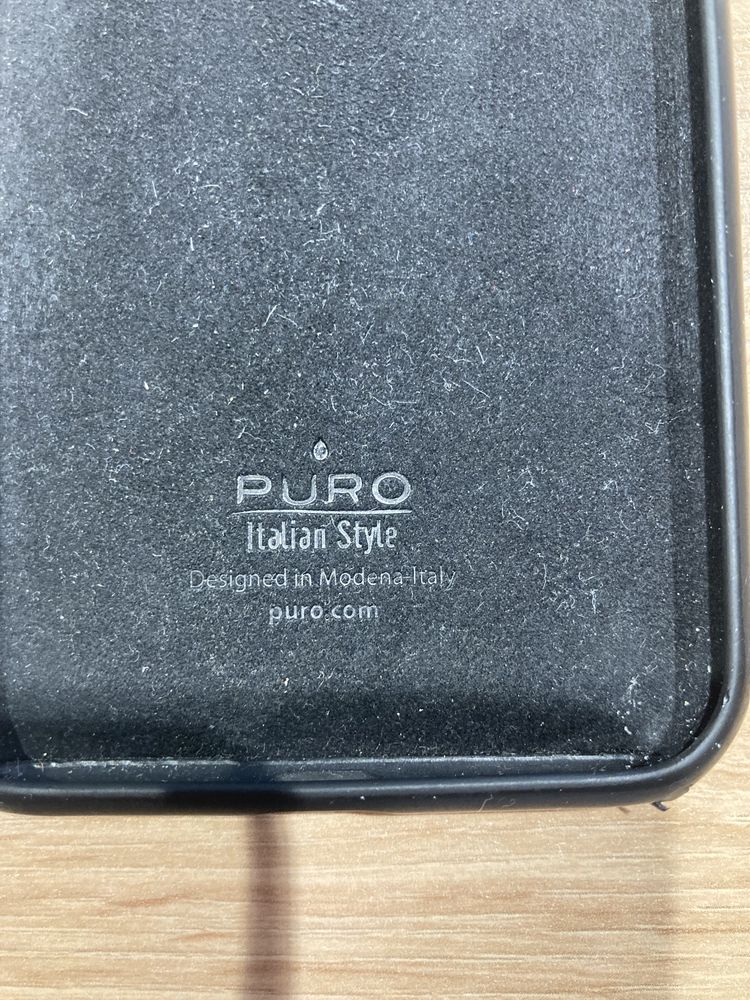 PURO
Italian Style
Designed in Modena-Italy
puro.com